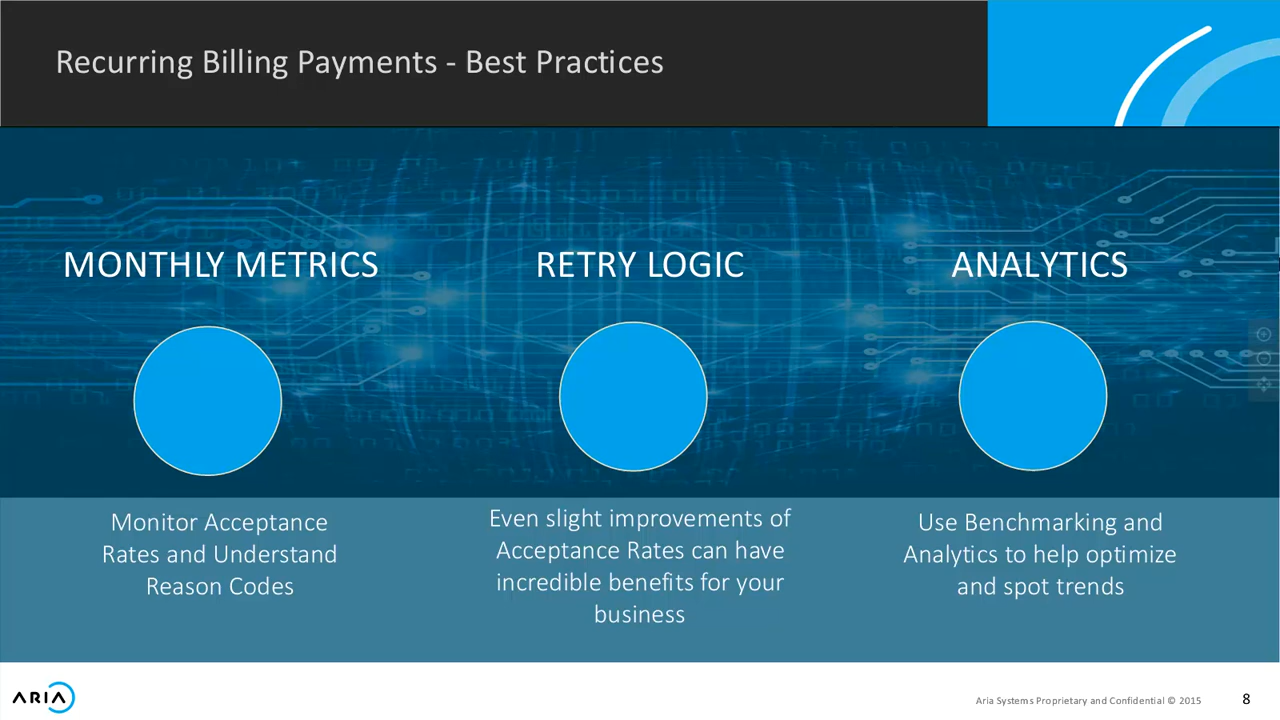 Recurring Billing Payments - Best Practices
MONTHLY METRICS
RETRY LOGIC
ANALYTICS
Monitor Acceptance
Rates and Understand
Reason Codes
Even slight improvements of
Acceptance Rates can have
incredible benefits for your
business
Use Benchmarking and
Analytics to help optimize
and spot trends
ARIA
Aria Systems Proprietary and Confidential © 2015
8